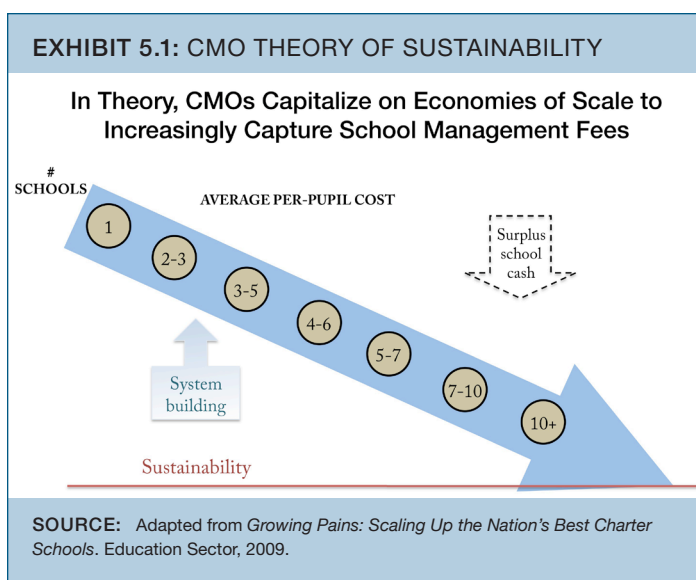 EXHIBIT 5.1: CMO THEORY OF SUSTAINABILITY
In Theory, CMOs Capitalize on Economies of Scale to
Increasingly Capture School Management Fees
#
SCHOOLS
AVERAGE PER-PUPIL COST
1
2-3
3-5
4-6
5-7
7-10
10+
Surplus
school
cash
System
building
Sustainability
SOURCE: Adapted from Growing Pains: Scaling Up the Nation's Best Charter
Schools. Education Sector, 2009.